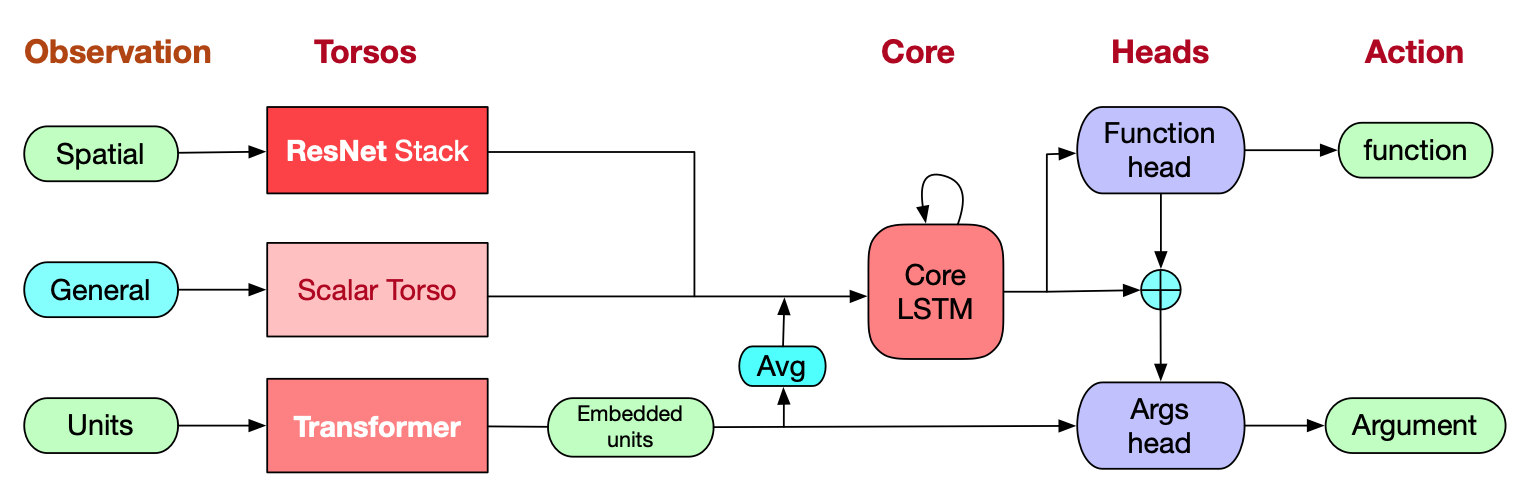 Observation
Torsos
Core
Heads
Action
Spatial
ResNet Stack
Function
head
function
General
Scalar Torso
Core
LSTM
Avg
Units
Transformer
Embedded
units
Args
head
Argument